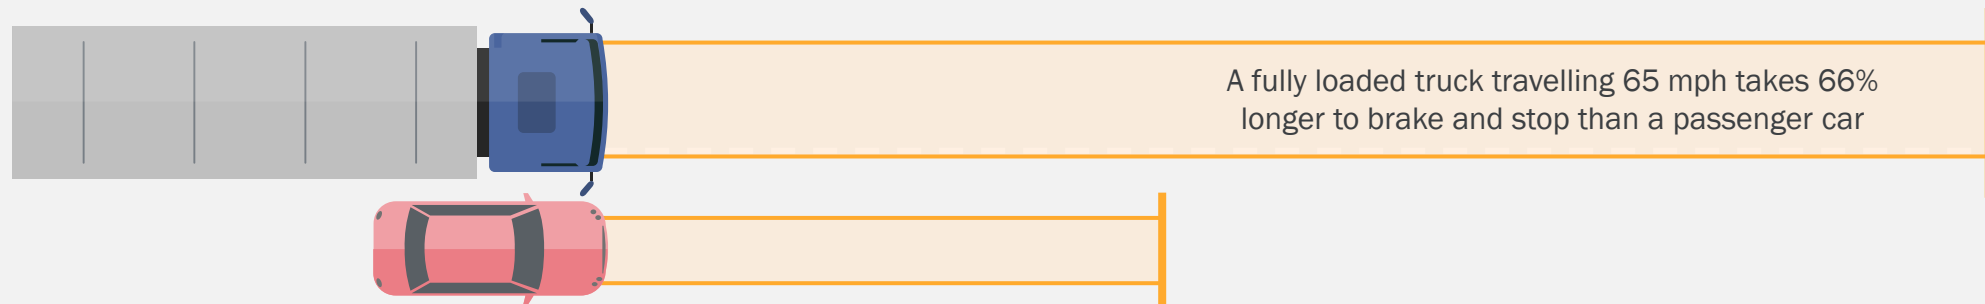 A fully loaded truck travelling 65 mph takes 66%
longer to brake and stop than a passenger car